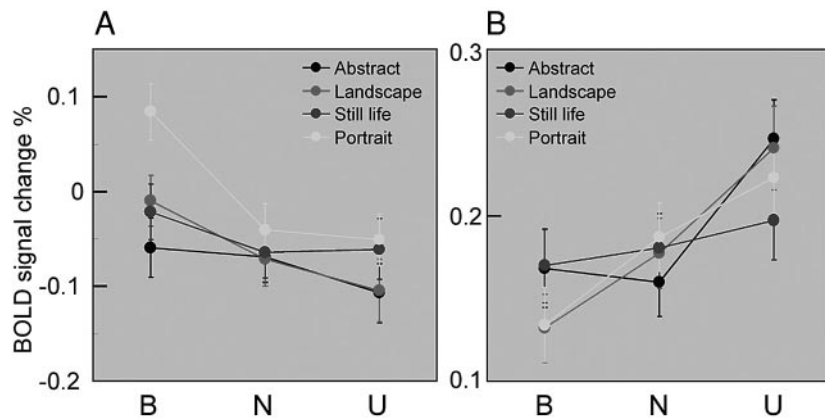 A
BOLD signal change %
0.1
0
-0.1
-0.2
Abstract
Landscape
Still life
Portrait
B
N
U
B
0.3
0.2
0.1
Abstract
Landscape
Still life
Portrait
B
N
U